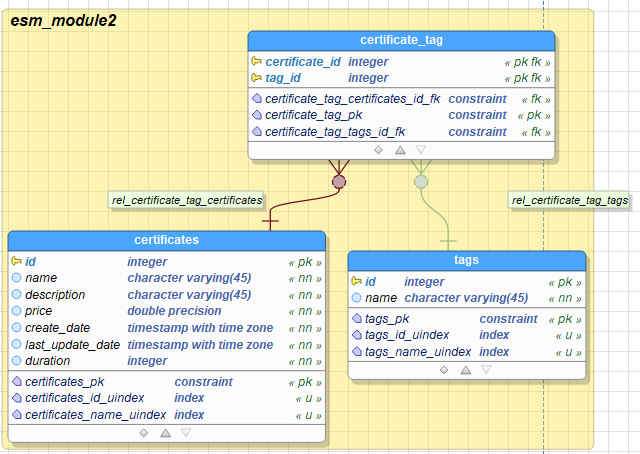 esm_module2
certificate_tag
certificate_id integer « pk fk »
tag_id integer « pk fk »
certificate_tag_certificates_id_fk constraint « fk »
certificate_tag_pk constraint « pk »
certificate_tag_tags_id_fk constraint « fk »
rel_certificate_tag_certificates
rel_certificate_tag_tags
certificates
id integer « pk »
name character varying(45) « nn »
description character varying(45) « nn »
price double precision « nn »
create_date timestamp with time zone « nn »
last_update_date timestamp with time zone « nn »
duration integer « nn »
certificates_pk constraint « pk »
certificates_id_uindex index « u »
certificates_name_uindex index « u »
tags
id integer « pk »
name character varying(45) « nn »
tags_pk constraint « pk »
tags_id_uindex index « u »
tags_name_uindex index « u »